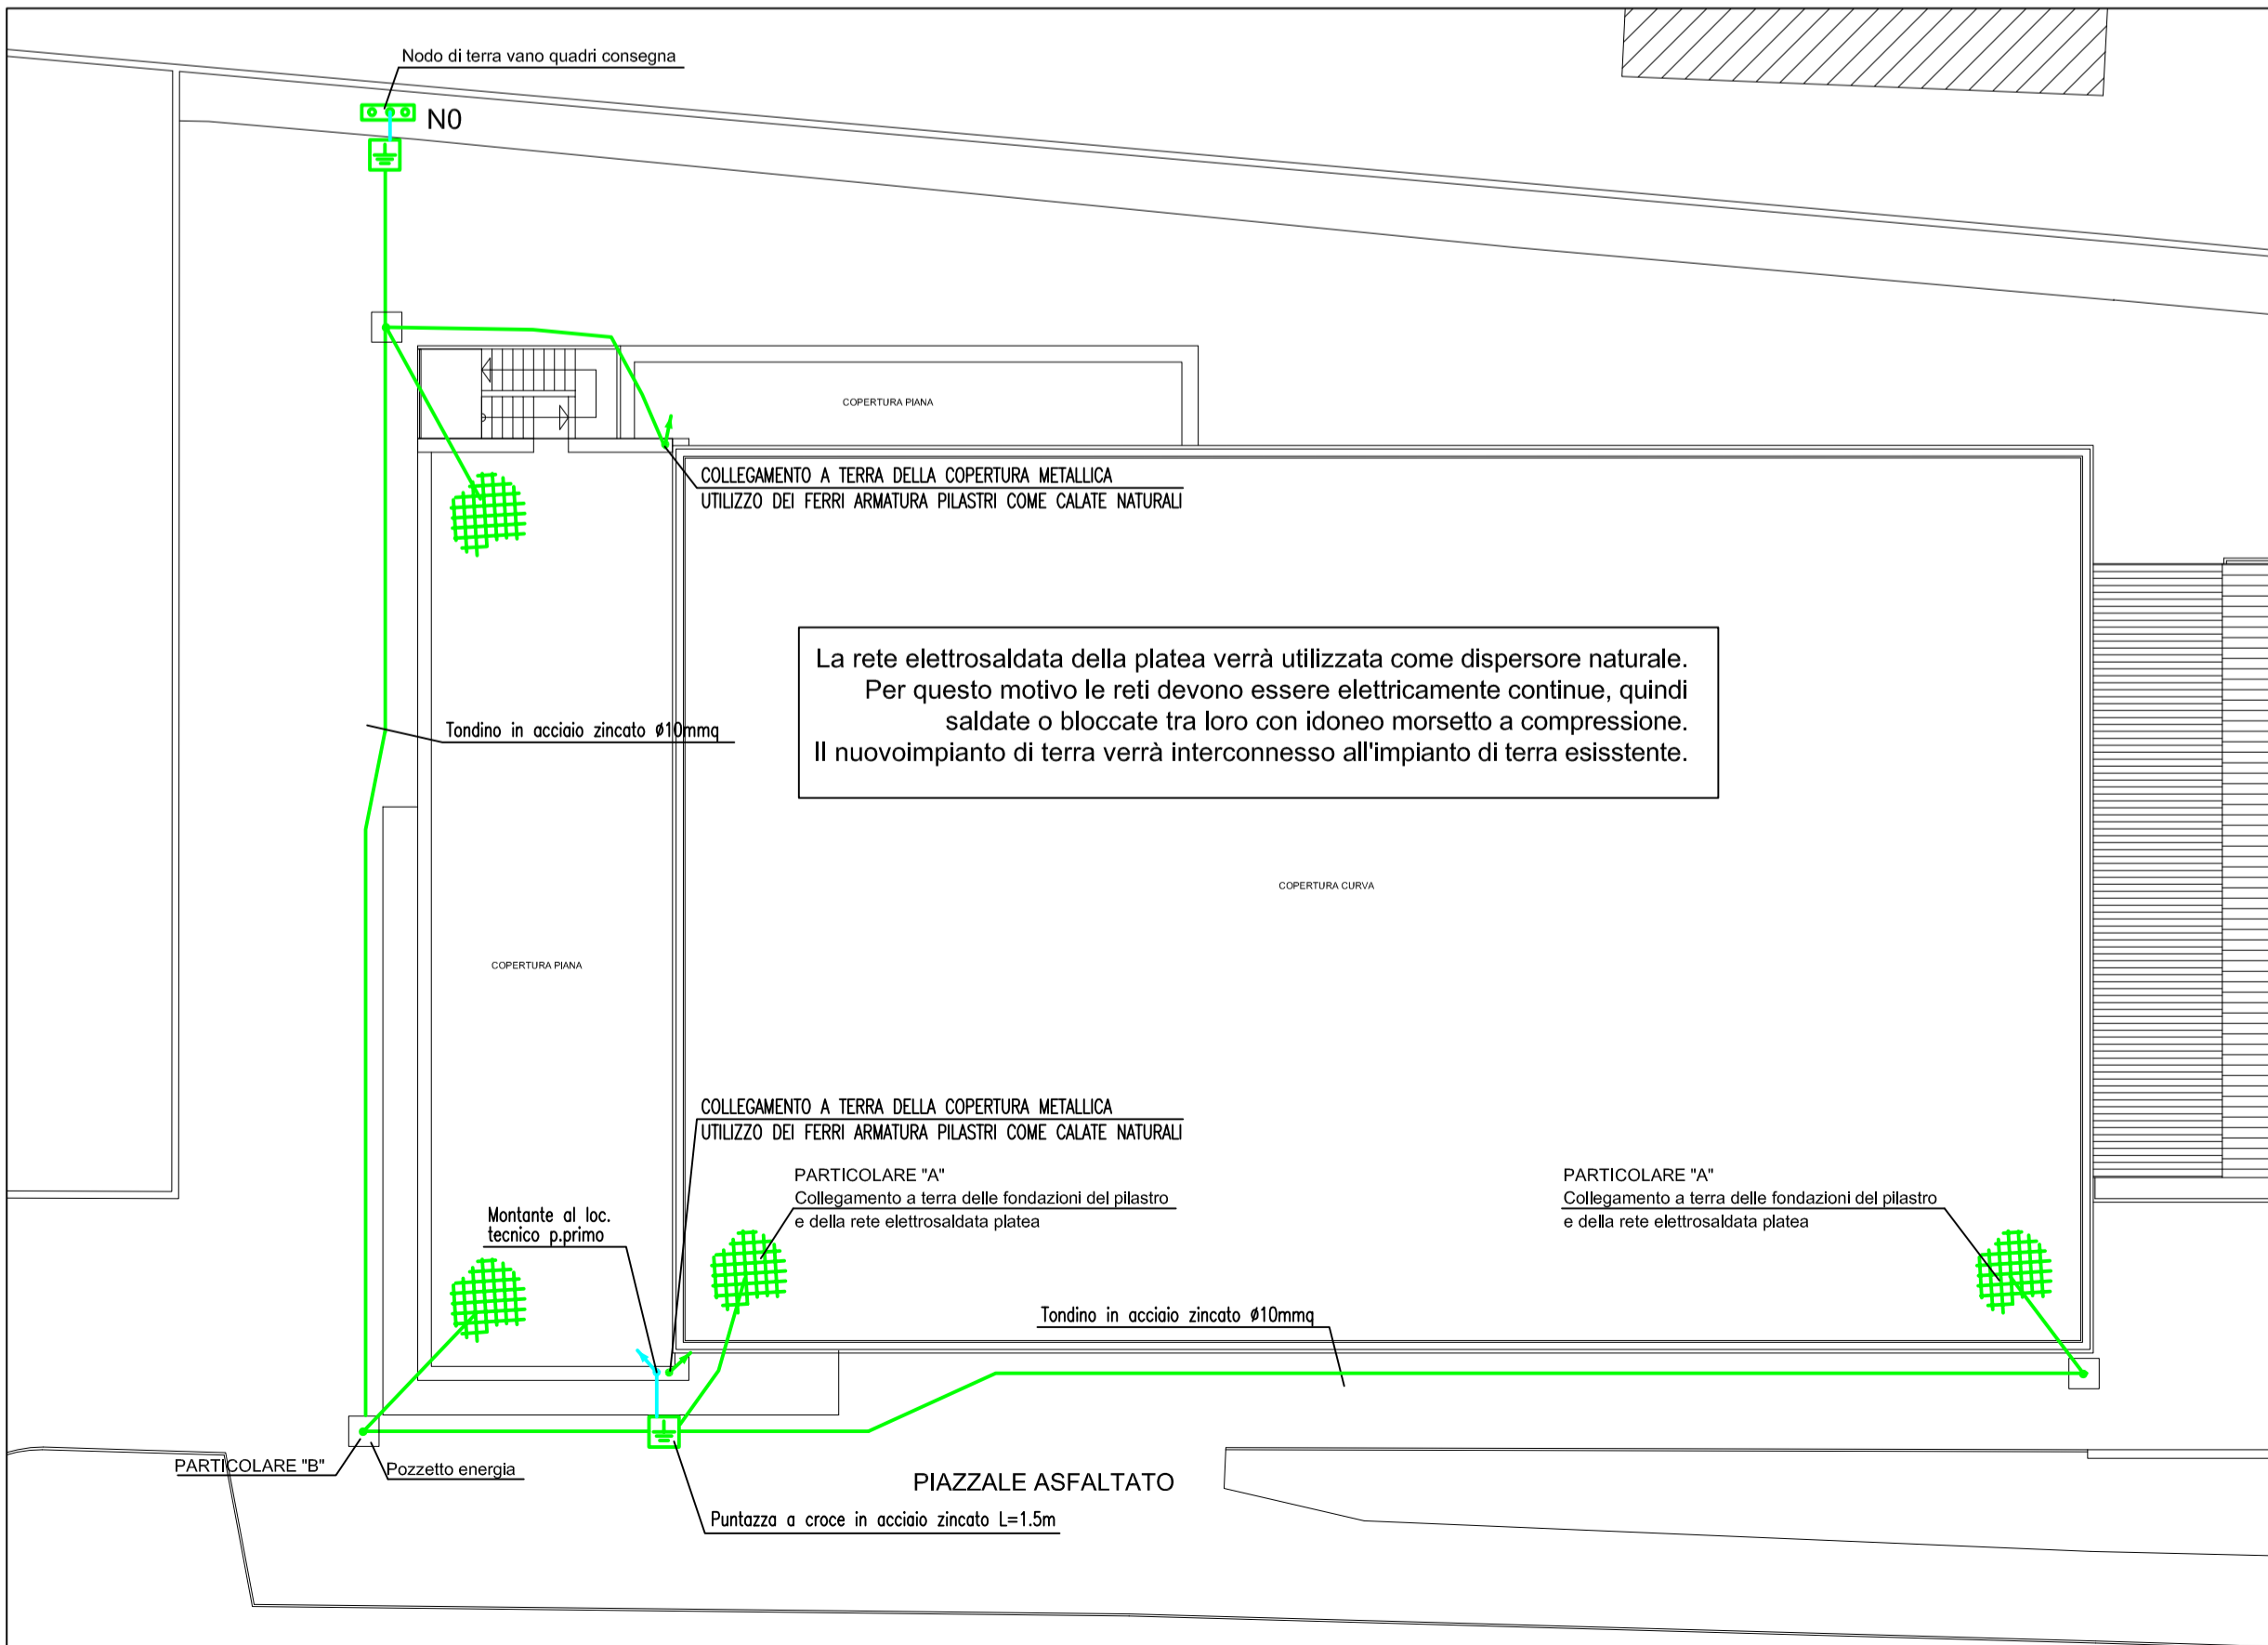 Nodo di terra vano quadri consegna
N0
COPERTURA PIANA
COLLEGAMENTO A TERRA DELLA COPERTURA METALLICA
UTILIZZO DEI FERRI ARMATURA PILASTRI COME CALATE NATURALI
La rete elettrosaldata della platea verrà utilizzata come dispersore naturale.
Per questo motivo le reti devono essere elettricamente continue, quindi
saldate o bloccate tra loro con idoneo morsetto a compressione.
Il nuovoimpianto di terra verrà interconnesso all'impianto di terra esisstente.
Tondino in acciaio zincato ø10mmq
COPERTURA CURVA
COPERTURA PIANA
COLLEGAMENTO A TERRA DELLA COPERTURA METALLICA
UTILIZZO DEI FERRI ARMATURA PILASTRI COME CALATE NATURALI
PARTICOLARE "A"
Collegamento a terra delle fondazioni del pilastro
e della rete elettrosaldata platea
PARTICOLARE "A"
Collegamento a terra delle fondazioni del pilastro
e della rete elettrosaldata platea
Montante al loc.
tecnico p.primo
Tondino in acciaio zincato ø10mmq
PARTICOLARE "B"
Pozzetto energia
PIAZZALE ASFALTATO
Puntazza a croce in acciaio zincato L=1.5m